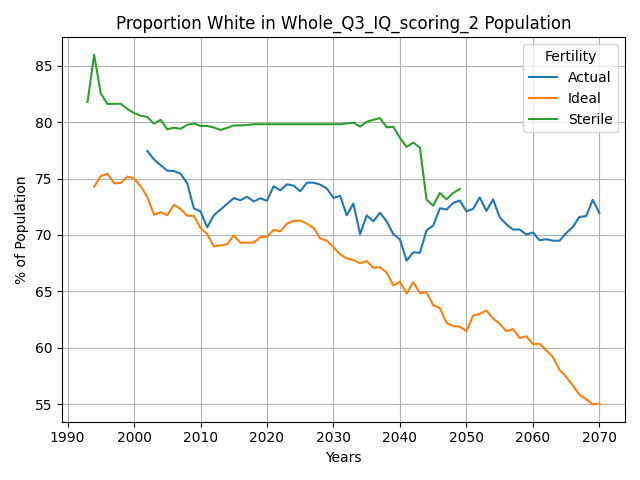 Proportion White in Whole_Q3_IQ_scoring_2 Population
Fertility
Actual
Ideal
Sterile
% of Population
85
80
75
70
65
60
55
1990
2000
2010
2020
2030
2040
2050
2060
2070
Years